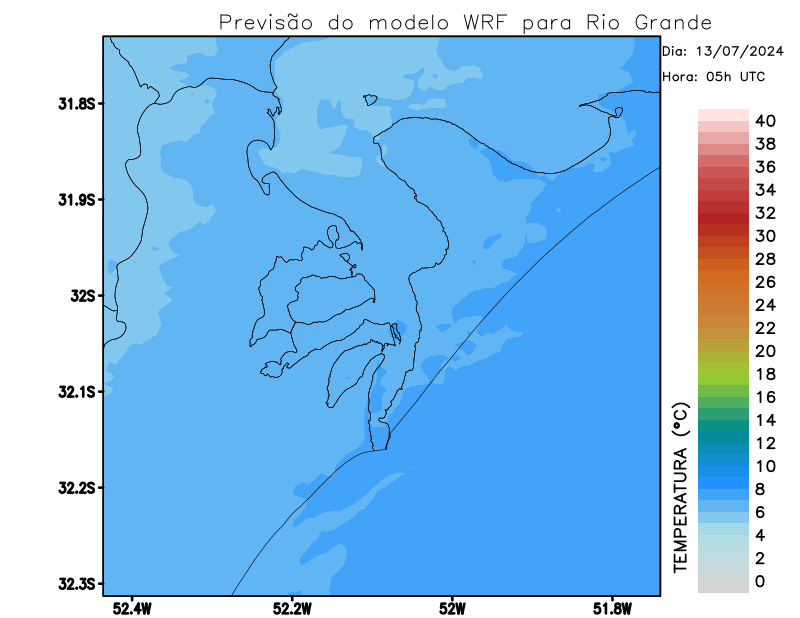 Previsão do modelo WRF para Rio Grande
Dia: 13/07/2024
Hora: 05h UTC
31.8S
31.9S
32S
32.1S
32.2S
32.3S
52.4W
52.2W
52W
51.8W
TEMPERATURA (°C)
40
38
36
34
32
30
28
26
24
22
20
18
16
14
12
10
8
6
4
2
0